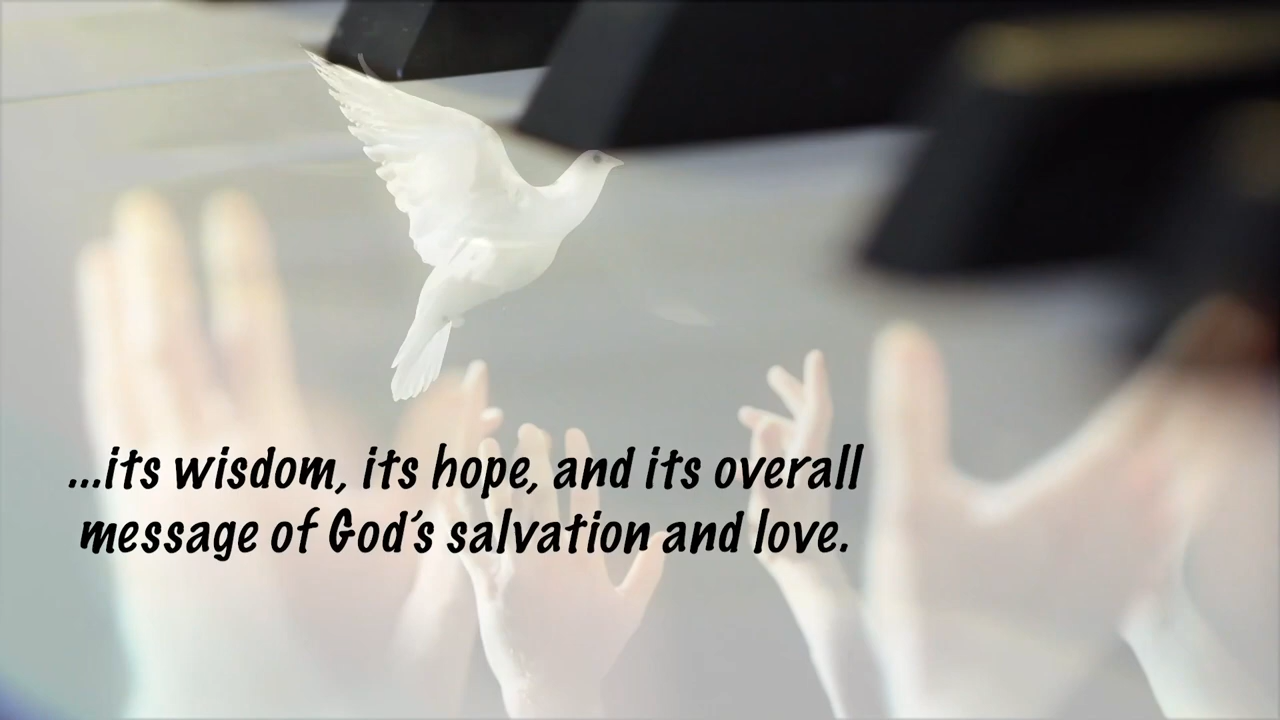 ...its wisdom, its hope, and its overall
message of God's salvation and love.